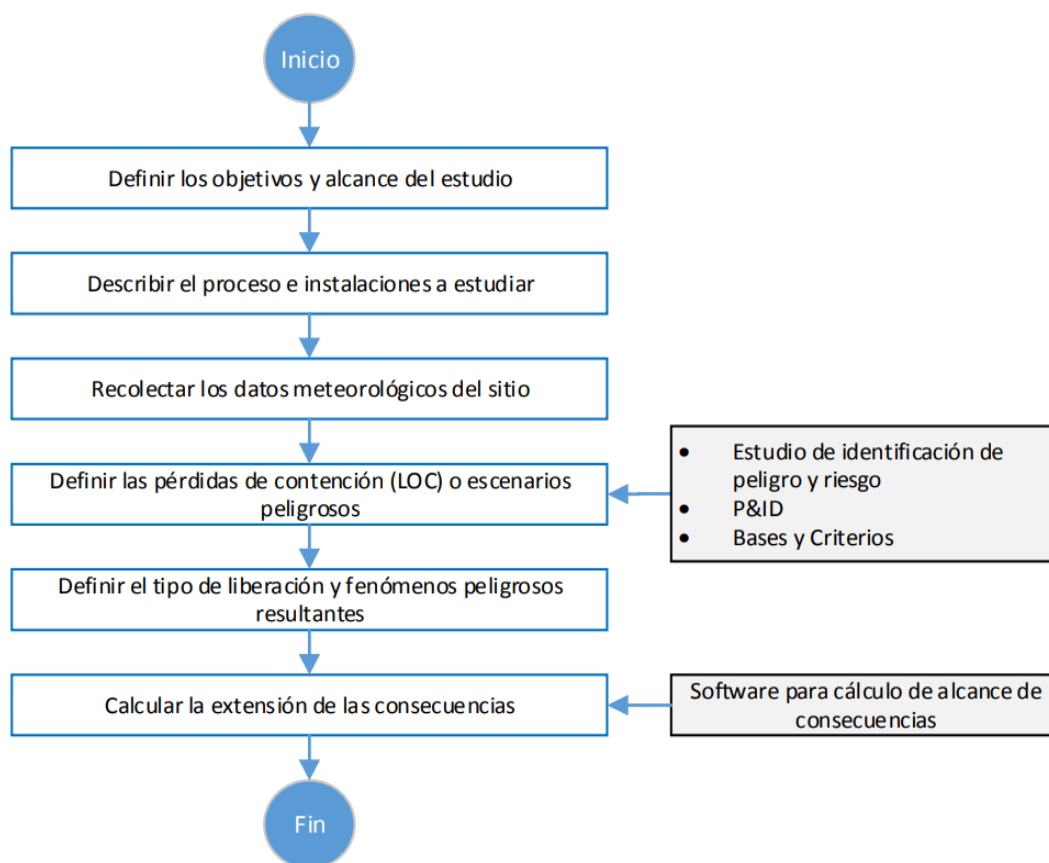 Inicio
Definir los objetivos y alcance del estudio
Describir el proceso e instalaciones a estudiar
Recolectar los datos meteorológicos del sitio
Definir las pérdidas de contención (LOC) o escenarios
peligrosos
• Estudio de identificación de
peligro y riesgo
• P&ID
• Bases y Criterios
Definir el tipo de liberación y fenómenos peligrosos
resultantes
Calcular la extensión de las consecuencias
Software para cálculo de alcance de
consecuencias
Fin